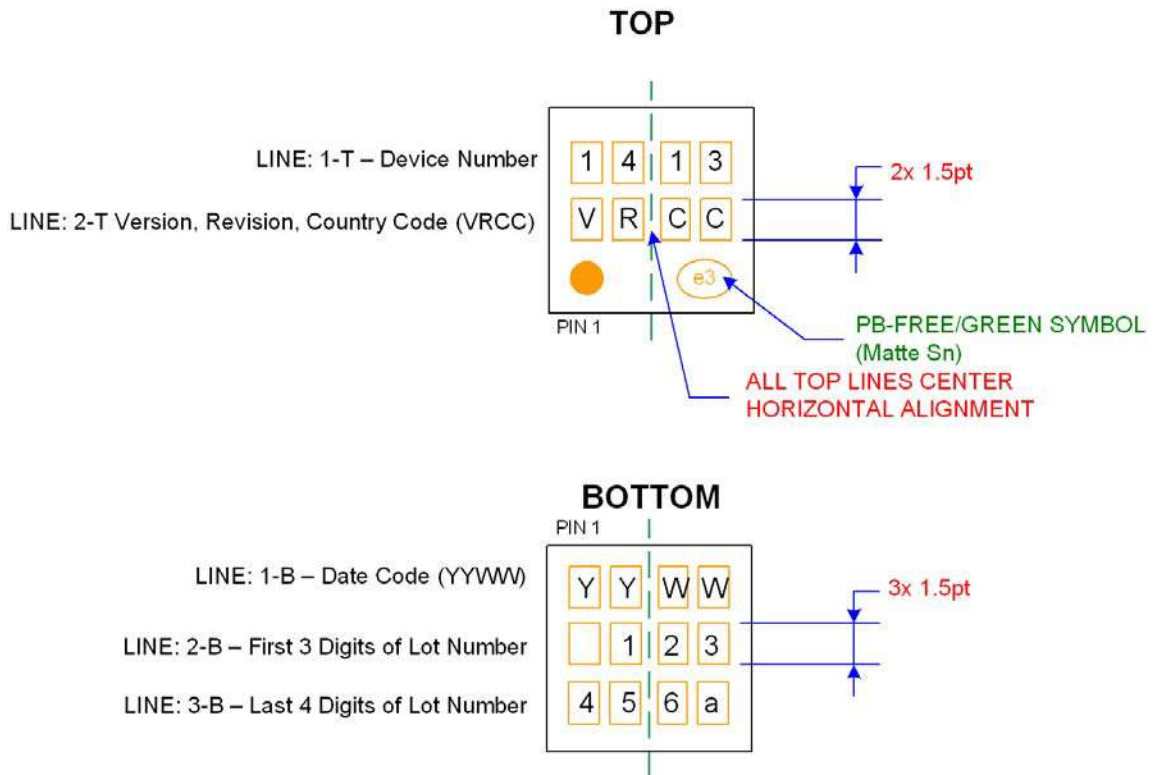 TOP
LINE: 1-T – Device Number
1 4 1 3
2x 1.5pt
LINE: 2-T Version, Revision, Country Code (VRCC)
V R C C
e3
PIN 1
PB-FREE/GREEN SYMBOL
(Matte Sn)
ALL TOP LINES CENTER
HORIZONTAL ALIGNMENT
BOTTOM
PIN 1
LINE: 1-B – Date Code (YYWW)
Y Y W W
3x 1.5pt
LINE: 2-B – First 3 Digits of Lot Number
1 2 3
LINE: 3-B – Last 4 Digits of Lot Number
4 5 6 a